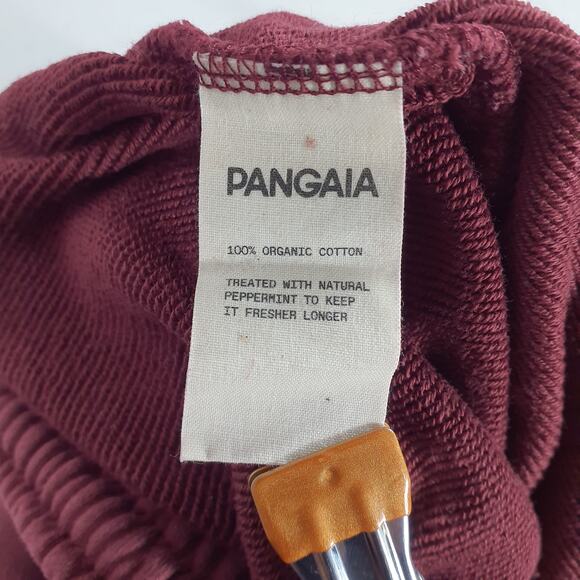 PANGAIA
100% ORGANIC COTTON
TREATED WITH NATURAL
PEPPERMINT TO KEEP
IT FRESHER LONGER